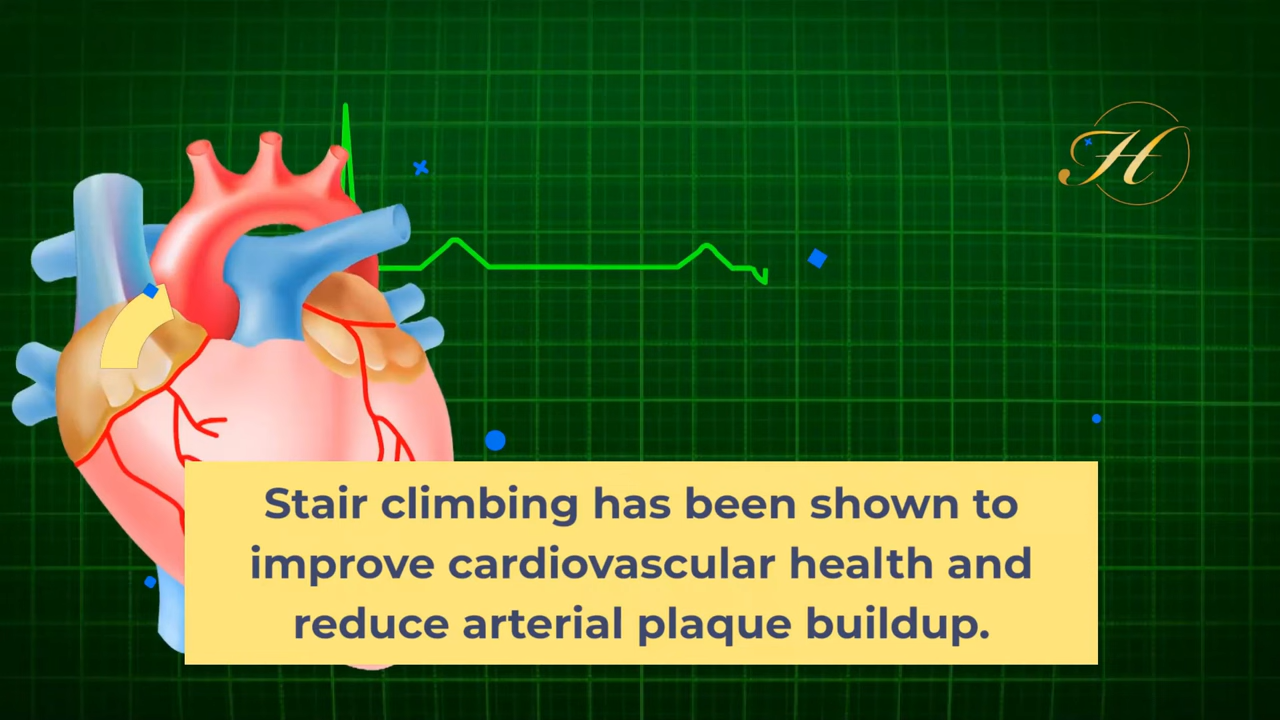 H
Stair climbing has been shown to
improve cardiovascular health and
reduce arterial plaque buildup.